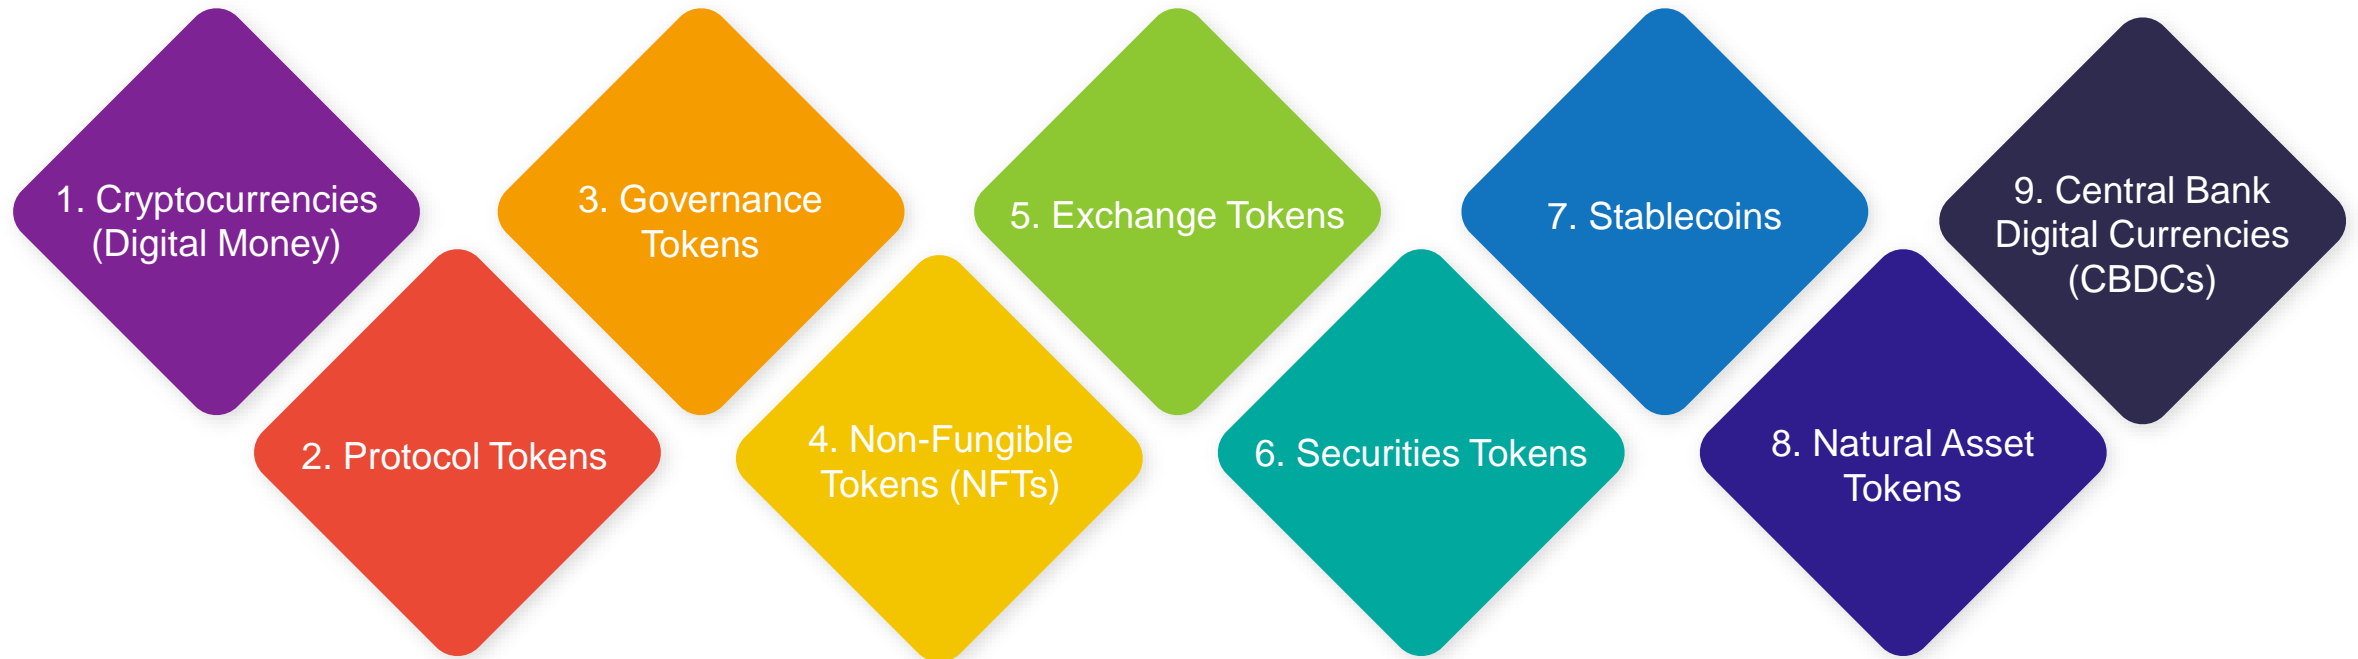 1. Cryptocurrencies
(Digital Money)
2. Protocol Tokens
3. Governance
Tokens
4. Non-Fungible
Tokens (NFTs)
5. Exchange Tokens
6. Securities Tokens
7. Stablecoins
8. Natural Asset
Tokens
9. Central Bank
Digital Currencies
(CBDCs)